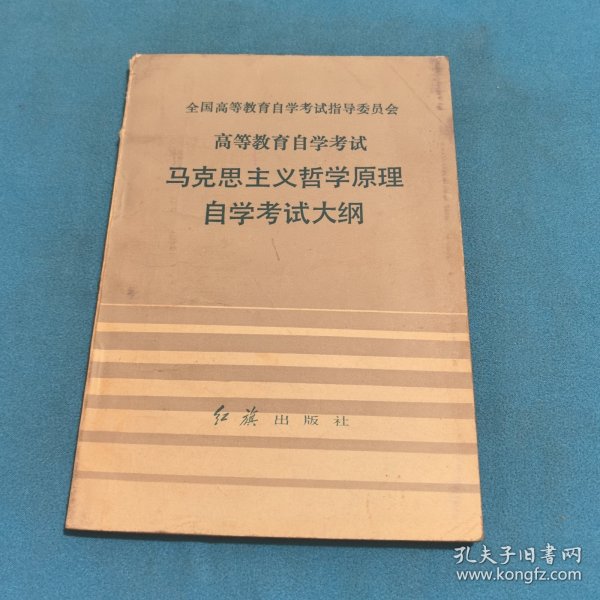 全国高等教育自学考试指导委员会
高等教育自学考试
马克思主义哲学原理
自学考试大纲
红旗出版社
孔夫子旧书网
www.kongfz.com